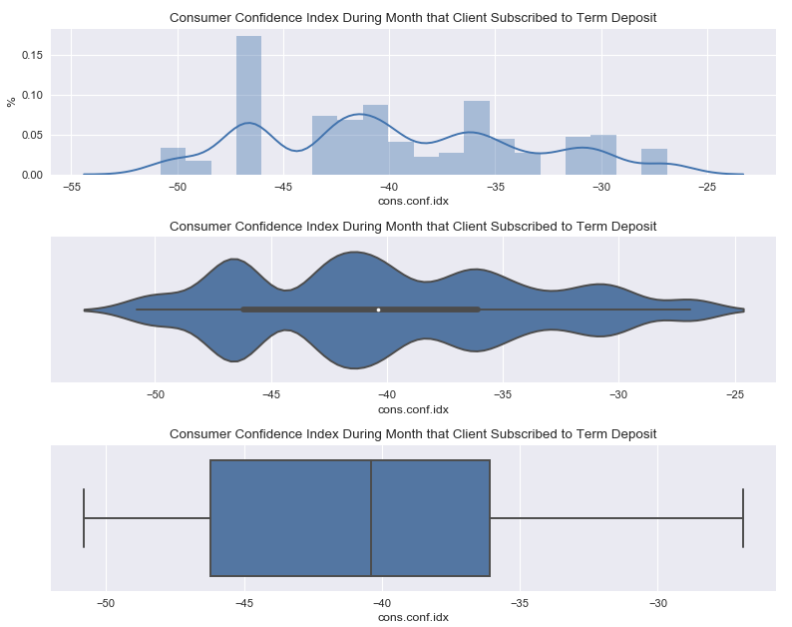 Consumer Confidence Index During Month that Client Subscribed to Term Deposit
0.15
0.10
0.05
0.00
%
−55 −50 −45 −40 −35 −30 −25
cons.conf.idx
Consumer Confidence Index During Month that Client Subscribed to Term Deposit
−50 −45 −40 −35 −30 −25
cons.conf.idx
Consumer Confidence Index During Month that Client Subscribed to Term Deposit
−50 −45 −40 −35 −30
cons.conf.idx